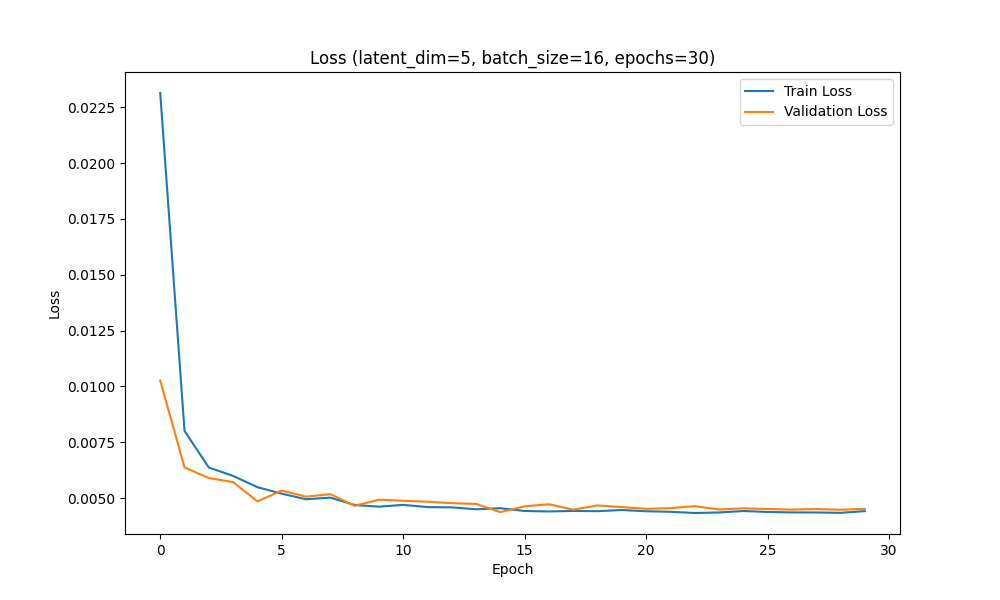 Loss (latent_dim=5, batch_size=16, epochs=30)
Train Loss
Validation Loss
0.0225
0.0200
0.0175
0.0150
0.0125
0.0100
0.0075
0.0050
Loss
0 5 10 15 20 25 30
Epoch